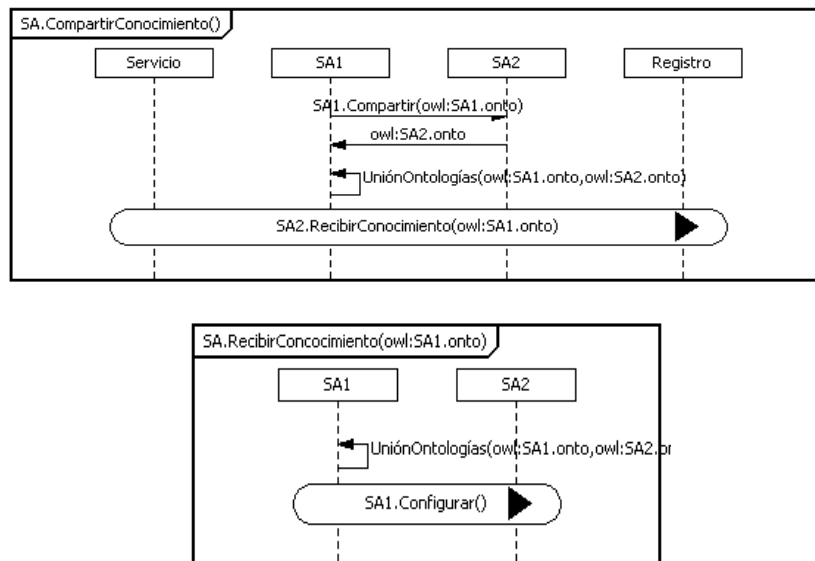 SA.CompartirConocimiento()
Servicio
SA1
SA2
Registro
SA1.Compartir(owl:SA1.onto)
owl:SA2.onto
UniónOntologías(owl:SA1.onto,owl:SA2.onto)
SA2.RecibirConocimiento(owl:SA1.onto)
SA.RecibirConcocimiento(owl:SA1.onto)
SA1
SA2
UniónOntologías(owl:SA1.onto,owl:SA2.or
SA1.Configurar()